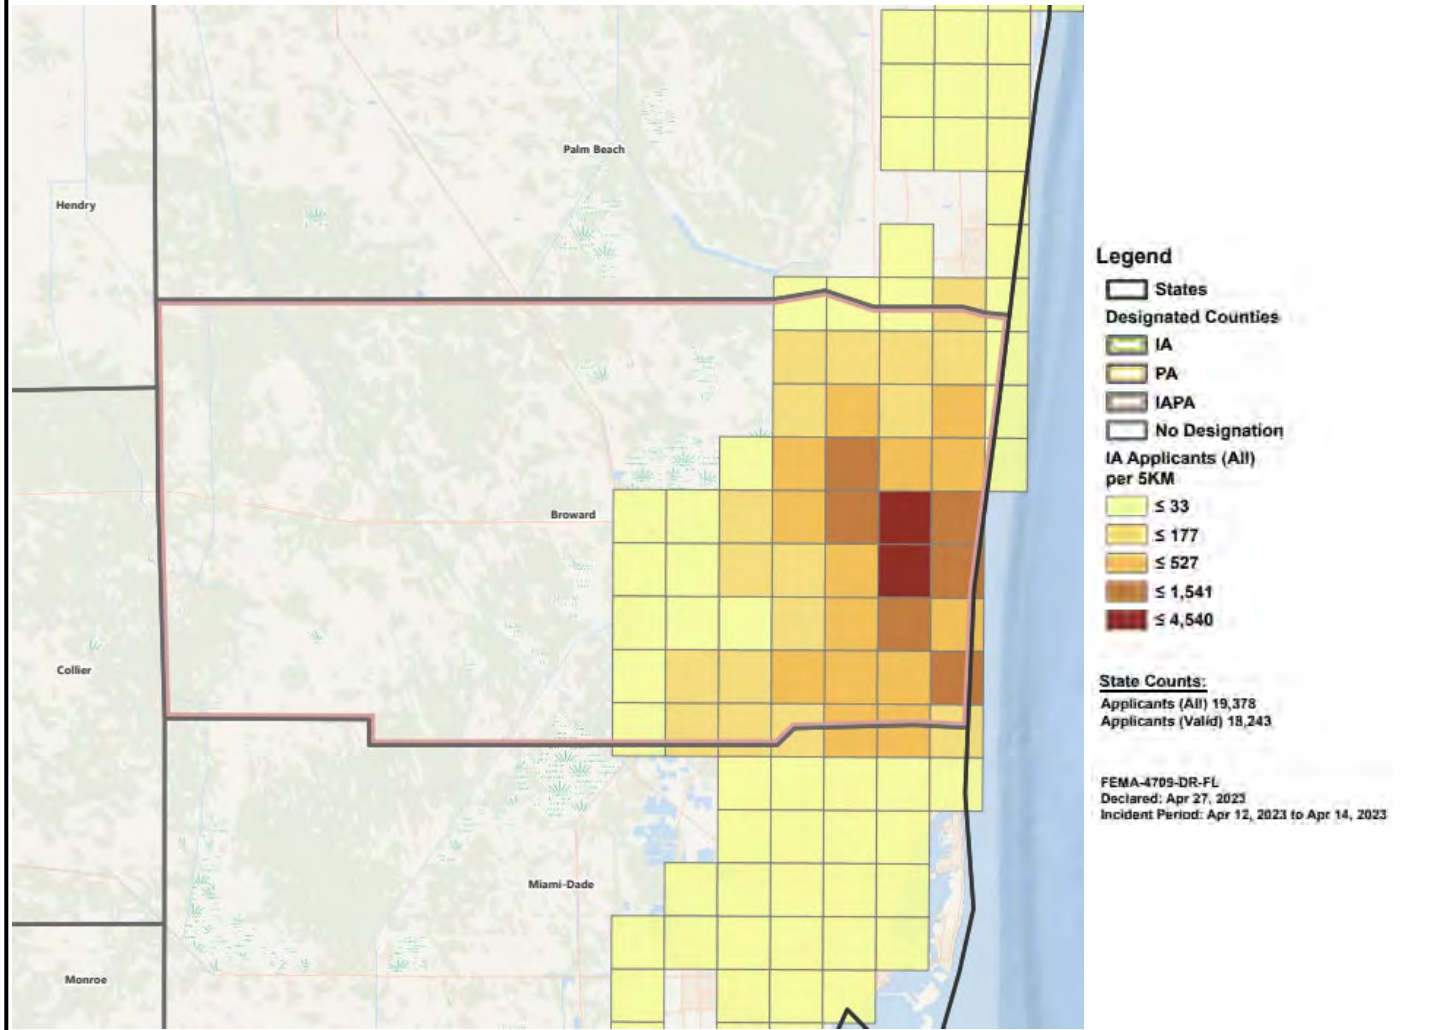 Palm Beach
Hendry
Broward
Collier
Miami-Dade
Monroe
Legend
States
Designated Counties
IA
PA
IAPA
No Designation
IA Applicants (All)
per 5KM
≤ 33
≤ 177
≤ 527
≤ 1,541
≤ 4,540
State Counts:
Applicants (All) 19,378
Applicants (Valid) 18,243
FEMA-4709-DR-FL
Declared: Apr 27, 2023
Incident Period: Apr 12, 2023 to Apr 14, 2023